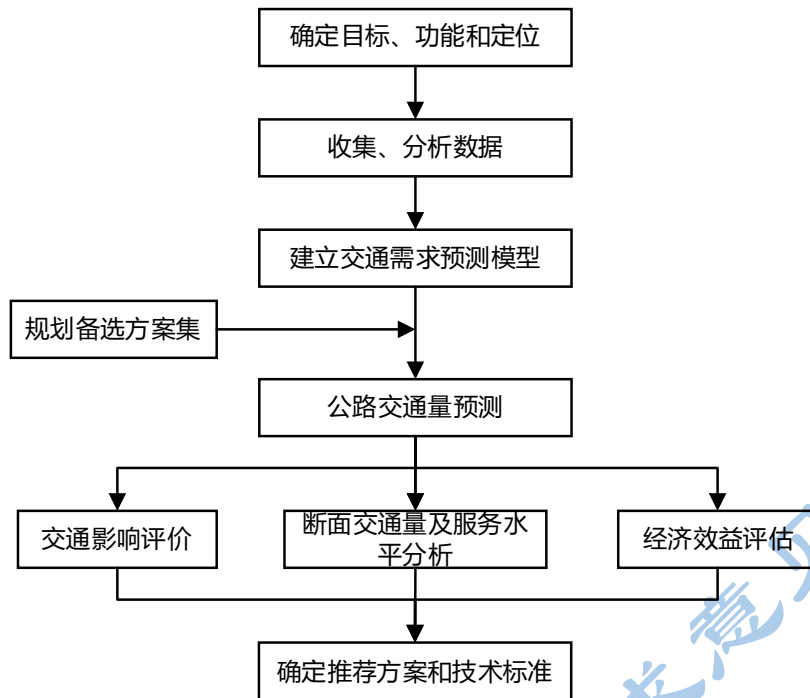 确定目标、功能和定位
收集、分析数据
建立交通需求预测模型
规划备选方案集
公路交通量预测
交通影响评价
断面交通量及服务水
平分析
经济效益评估
确定推荐方案和技术标准
求意见